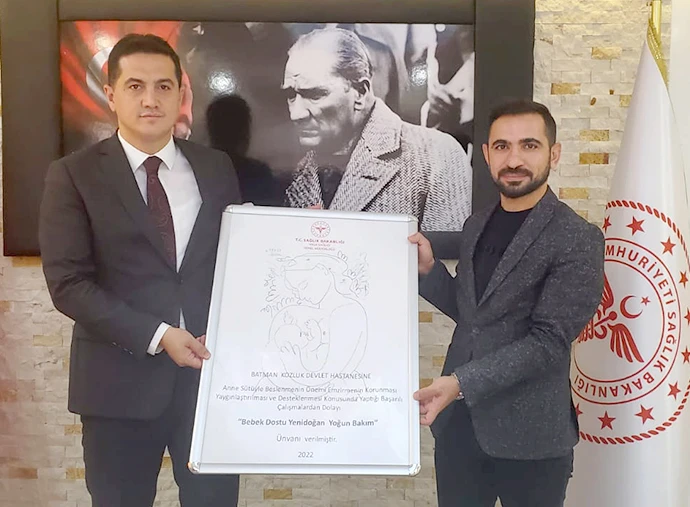 T.C. SAĞLIK BAKANLIĞI
BATMAN KOZLUK DEVLET HASTANESİNE
Anne Sütüyle Beslenmenin Önemi Emzirmenin Korunması
Yaygınlaştırılması ve Desteklenmesi Konusunda Yaptığı Başarılı
Çalışmalardan Dolayı
"Bebek Dostu Yenidoğan Yoğun Bakım"
Ünvanı verilmiştir.
2022
UMHURİYETİ SAĞLIK BAKANLIĞI